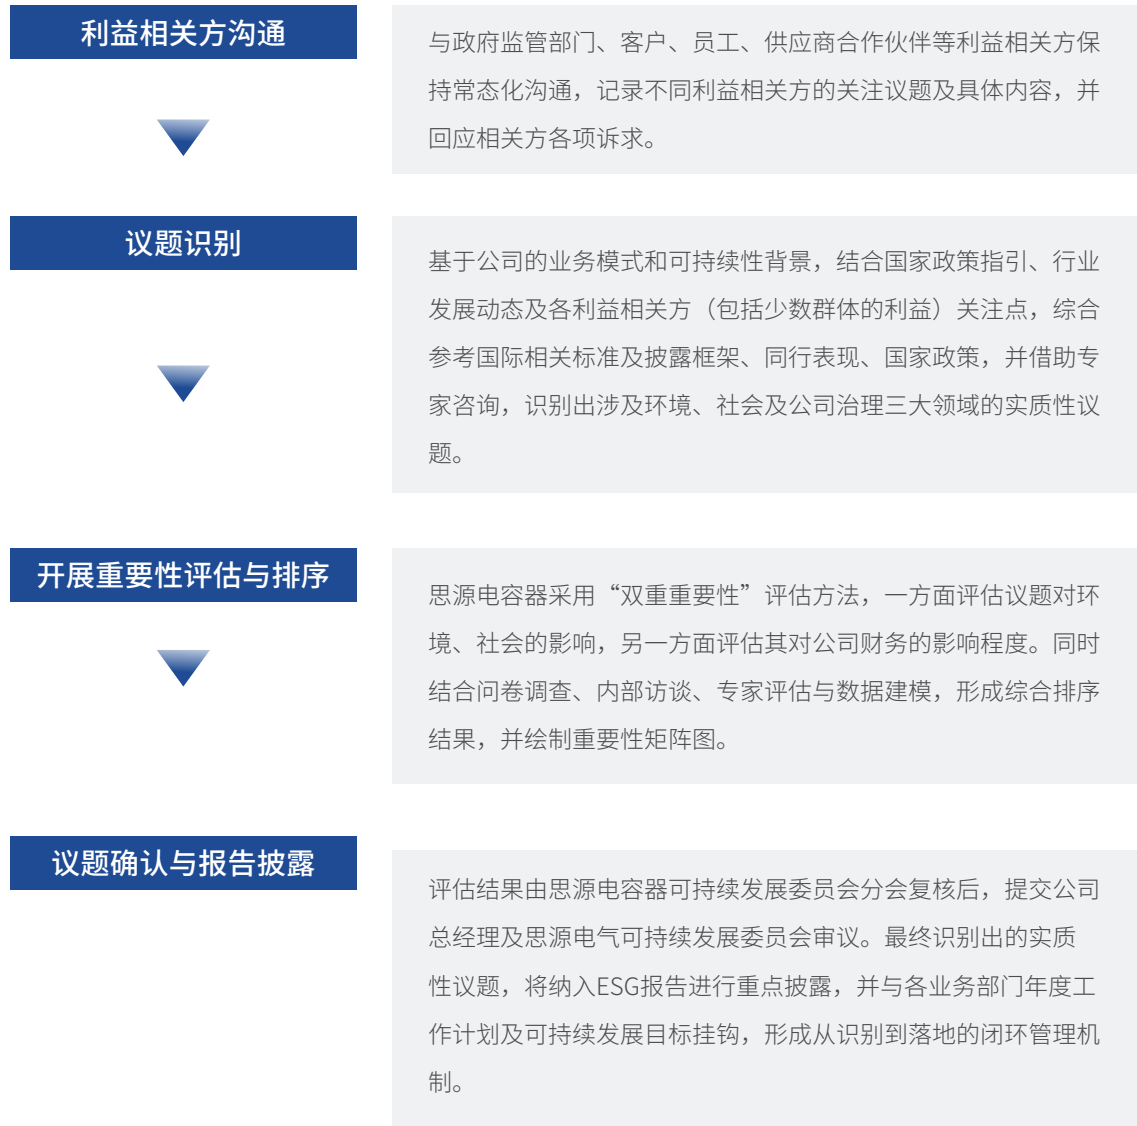 利益相关方沟通
与政府监管部门、客户、员工、供应商合作伙伴等利益相关方保
持常态化沟通，记录不同利益相关方的关注议题及具体内容，并
回应相关方各项诉求。
议题识别
基于公司的业务模式和可持续性背景，结合国家政策指引、行业
发展动态及各利益相关方（包括少数群体的利益）关注点，综合
参考国际相关标准及披露框架、同行表现、国家政策，并借助专
家咨询，识别出涉及环境、社会及公司治理三大领域的实质性议
题。
开展重要性评估与排序
思源电容器采用“双重重要性”评估方法，一方面评估议题对环
境、社会的影响，另一方面评估其对公司财务的影响程度。同时
结合问卷调查、内部访谈、专家评估与数据建模，形成综合排序
结果，并绘制重要性矩阵图。
议题确认与报告披露
评估结果由思源电容器可持续发展委员会分会复核后，提交公司
总经理及思源电气可持续发展委员会审议。最终识别出的实质
性议题，将纳入ESG报告进行重点披露，并与各业务部门年度工
作计划及可持续发展目标挂钩，形成从识别到落地的闭环管理机
制。